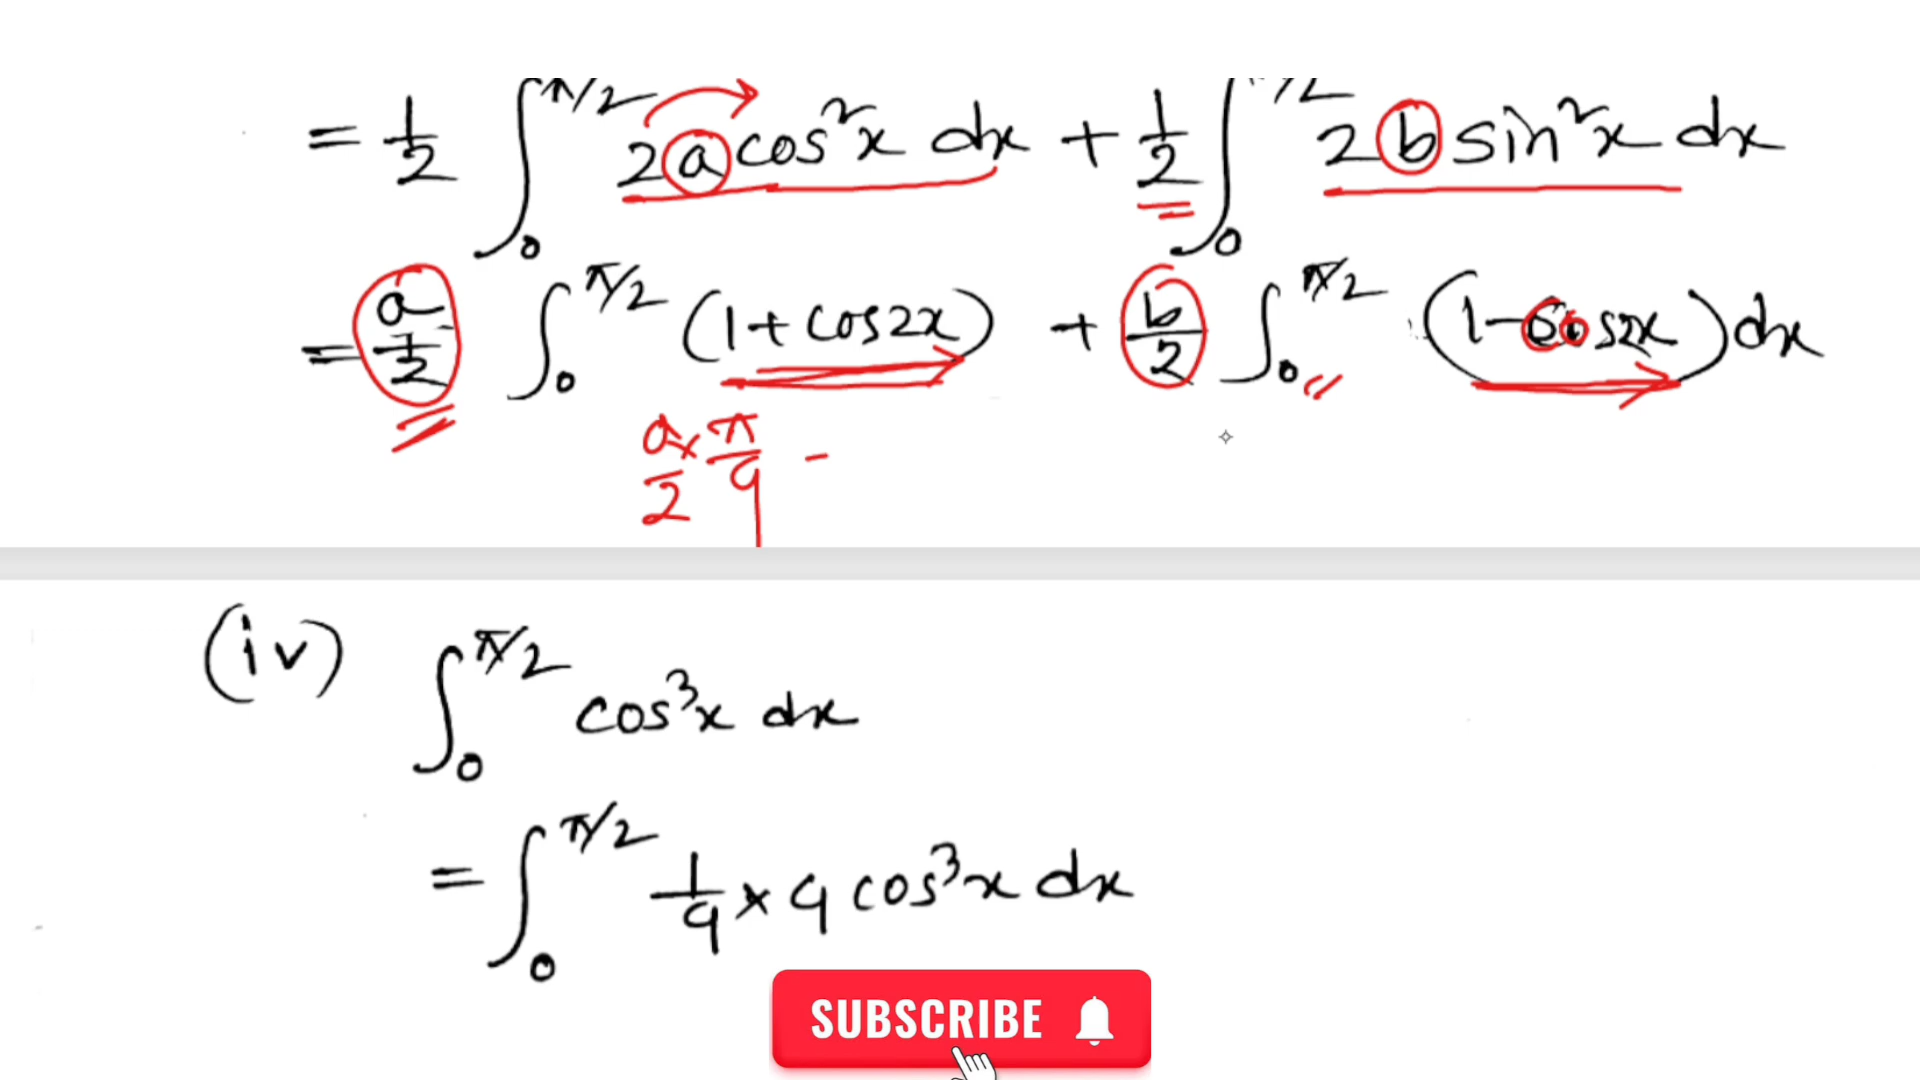 = 1/2 ∫₀^π/2 2a cos²x dx + 1/2 ∫₀^π/2 2b sin²x dx
= a/2 ∫₀^π/2 (1+cos2x) + b/2 ∫₀^π/2 (1-cos2x) dx
a/2 × π/4 -
(iv) ∫₀^π/2 cos³x dx
= ∫₀^π/2 1/4 × 4 cos³x dx
SUBSCRIBE